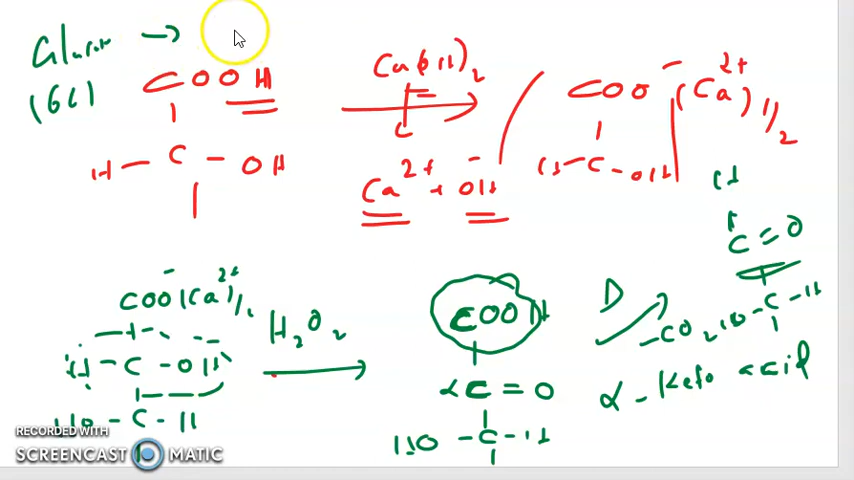 Glucose →
(6C)
COOH
H - C - OH
Ca(OH)2
C
Ca2+ + OH-
COO- (Ca2+)1/2
H - C - OH
H
C = O
HO - C - H
COO- (Ca2+)1/2
H - C - OH
HO - C - H
H2O2
COOH
α C = O
HO - C - H
Δ
- CO2
α - Keto acid
RECORDED WITH
SCREENCAST MATIC